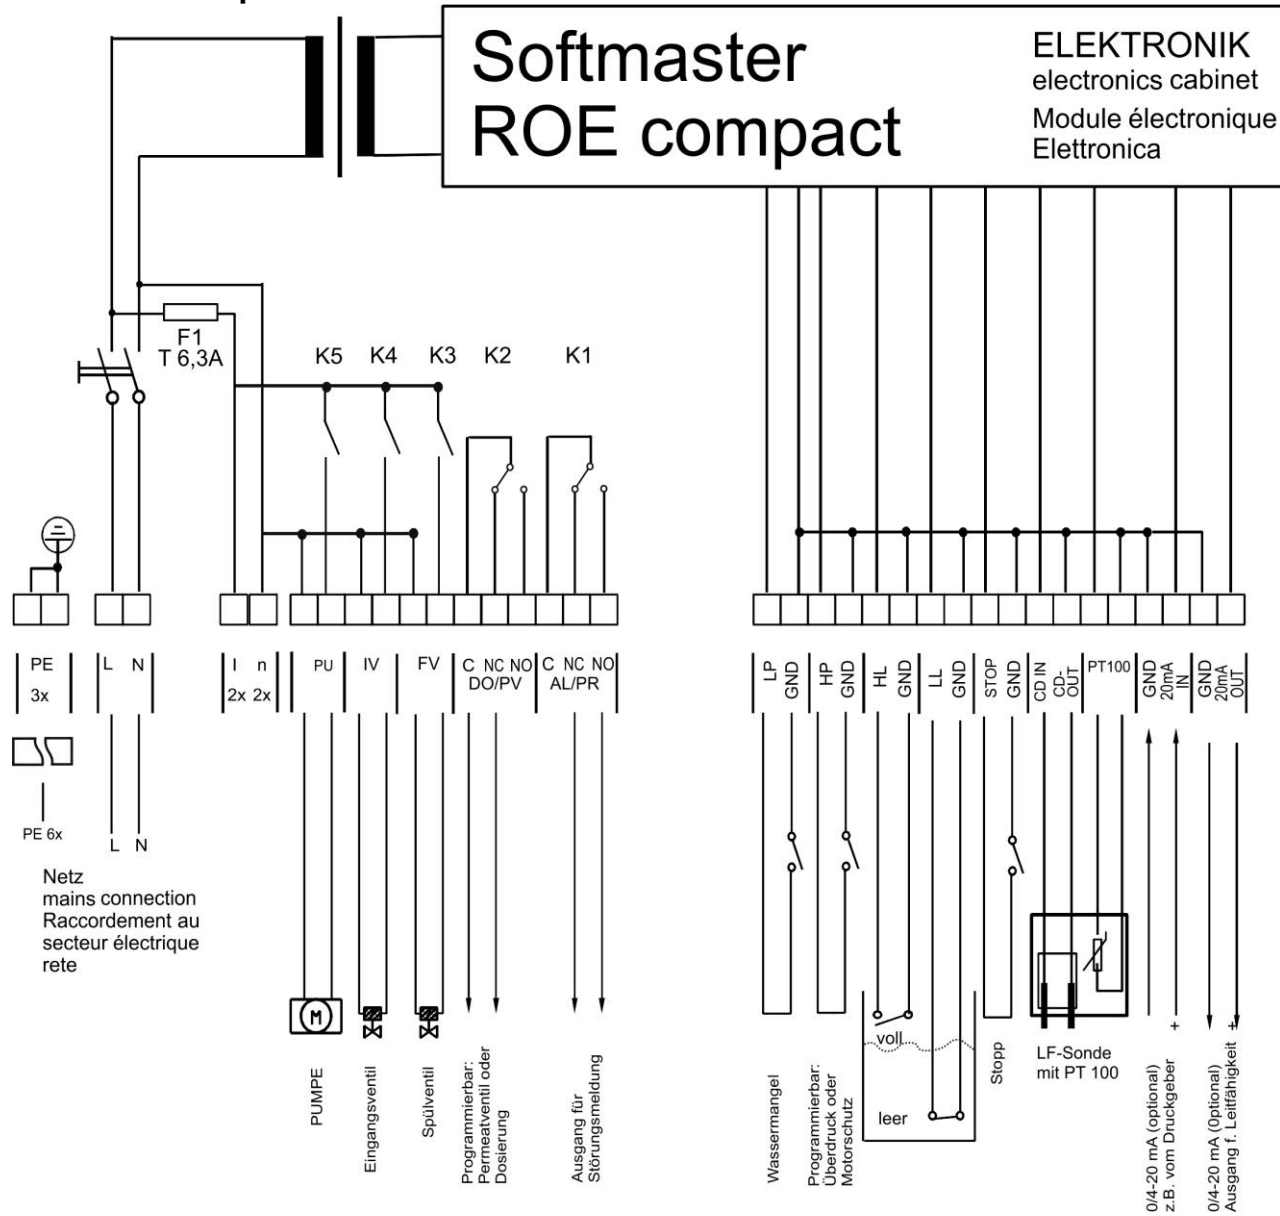 Softmaster
ROE compact
ELEKTRONIK
electronics cabinet
Module électronique
Elettronica
F1
T 6,3A
K5
K4
K3
K2
K1
PE
3x
L
N
I
n
2x
2x
PU
IV
FV
C NC NO
DO/PV
C NC NO
AL/PR
LP
GND
HP
GND
HL
GND
LL
GND
STOP
GND
CD IN
CD-
OUT
PT100
GND
20mA
IN
GND
20mA
OUT
PE 6x
L
N
Netz
mains connection
Raccordement au
secteur électrique
rete
M
PUMPE
Eingangsventil
Spülventil
Programmierbar:
Permeatventil oder
Dosierung
Ausgang für
Störungsmeldung
Wassermangel
Programmierbar:
Überdruck oder
Motorschutz
voll
leer
Stopp
LF-Sonde
mit PT 100
0/4-20 mA (optional)
z.B. vom Druckgeber +
0/4-20 mA (Optional)
Ausgang f. Leitfähigkeit +